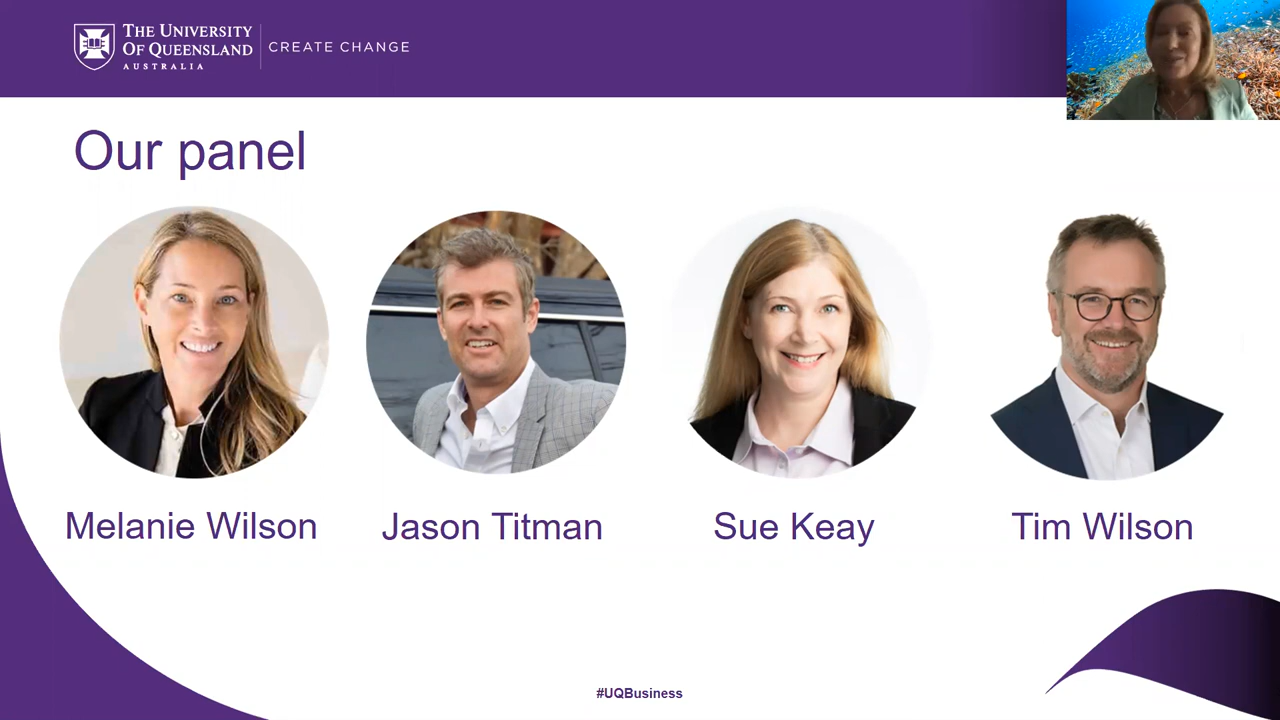 THE UNIVERSITY
OF QUEENSLAND
AUSTRALIA
CREATE CHANGE
Our panel
Melanie Wilson
Jason Titman
Sue Keay
Tim Wilson
#UQBusiness